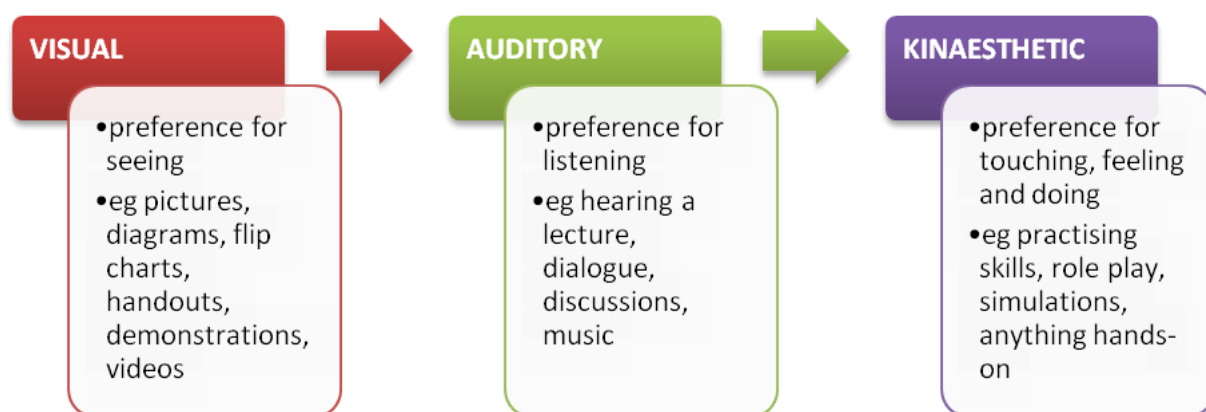 VISUAL
•preference for
seeing
•eg pictures,
diagrams, flip
charts,
handouts,
demonstrations,
videos
AUDITORY
•preference for
listening
•eg hearing a
lecture,
dialogue,
discussions,
music
KINAESTHETIC
•preference for
touching, feeling
and doing
•eg practising
skills, role play,
simulations,
anything hands-
on